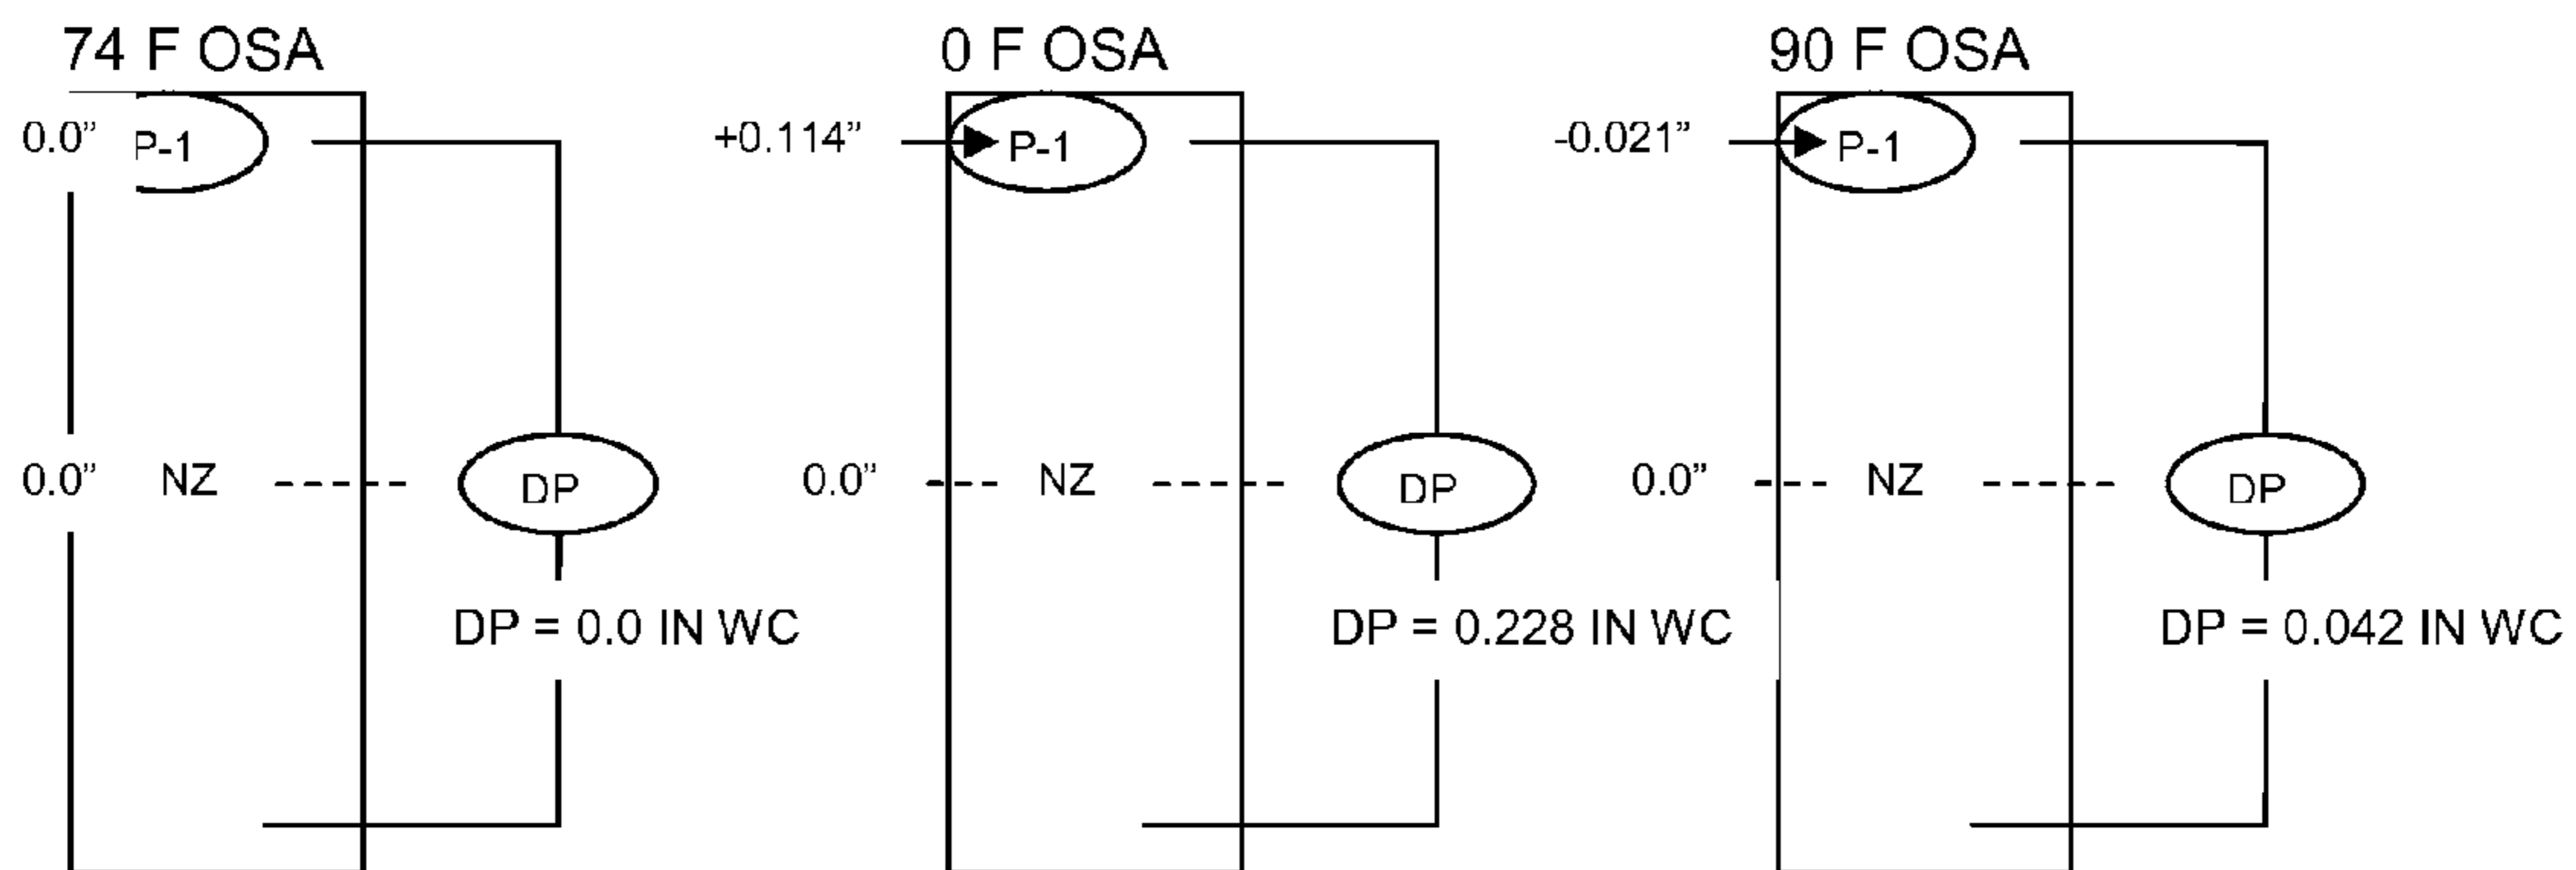 74 F OSA
0.0” P-1
0.0” NZ DP
DP = 0.0 IN WC
0 F OSA
+0.114” P-1
0.0” NZ DP
DP = 0.228 IN WC
90 F OSA
-0.021” P-1
0.0” NZ DP
DP = 0.042 IN WC